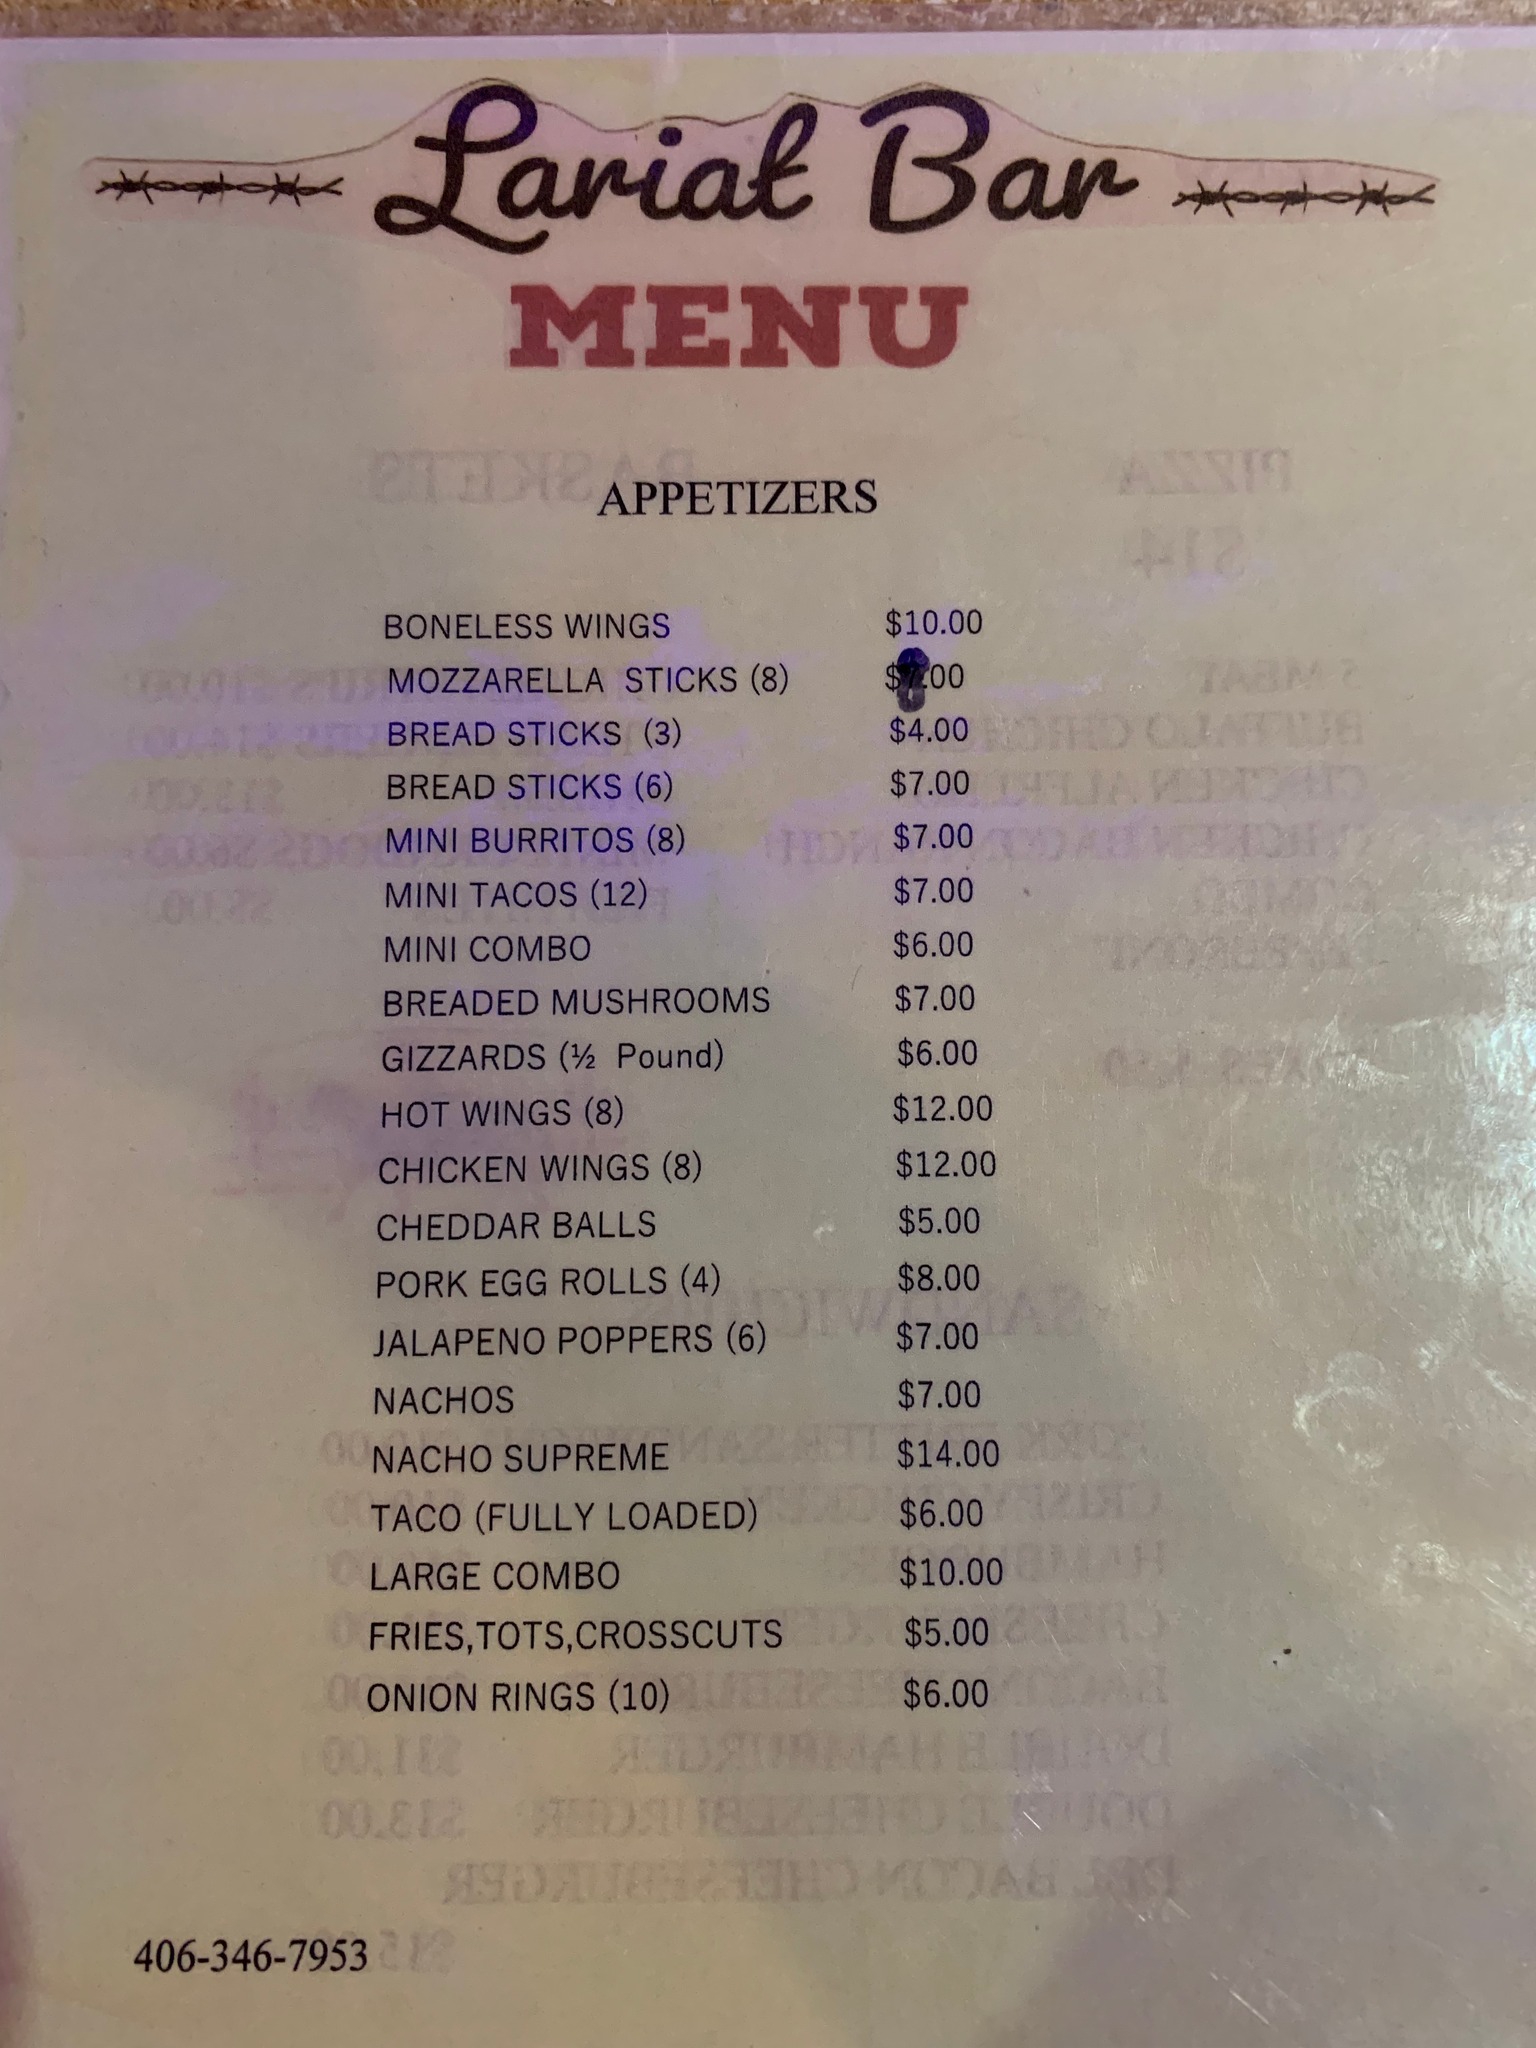 Lariat Bar
MENU
APPETIZERS
BONELESS WINGS $10.00
MOZZARELLA STICKS (8)
BREAD STICKS (3) $4.00
BREAD STICKS (6) $7.00
MINI BURRITOS (8) $7.00
MINI TACOS (12) $7.00
MINI COMBO $6.00
BREADED MUSHROOMS $7.00
GIZZARDS (½ Pound) $6.00
HOT WINGS (8) $12.00
CHICKEN WINGS (8) $12.00
CHEDDAR BALLS $5.00
PORK EGG ROLLS (4) $8.00
JALAPENO POPPERS (6) $7.00
NACHOS $7.00
NACHO SUPREME $14.00
TACO (FULLY LOADED) $6.00
LARGE COMBO $10.00
FRIES,TOTS,CROSSCUTS $5.00
ONION RINGS (10) $6.00
406-346-7953